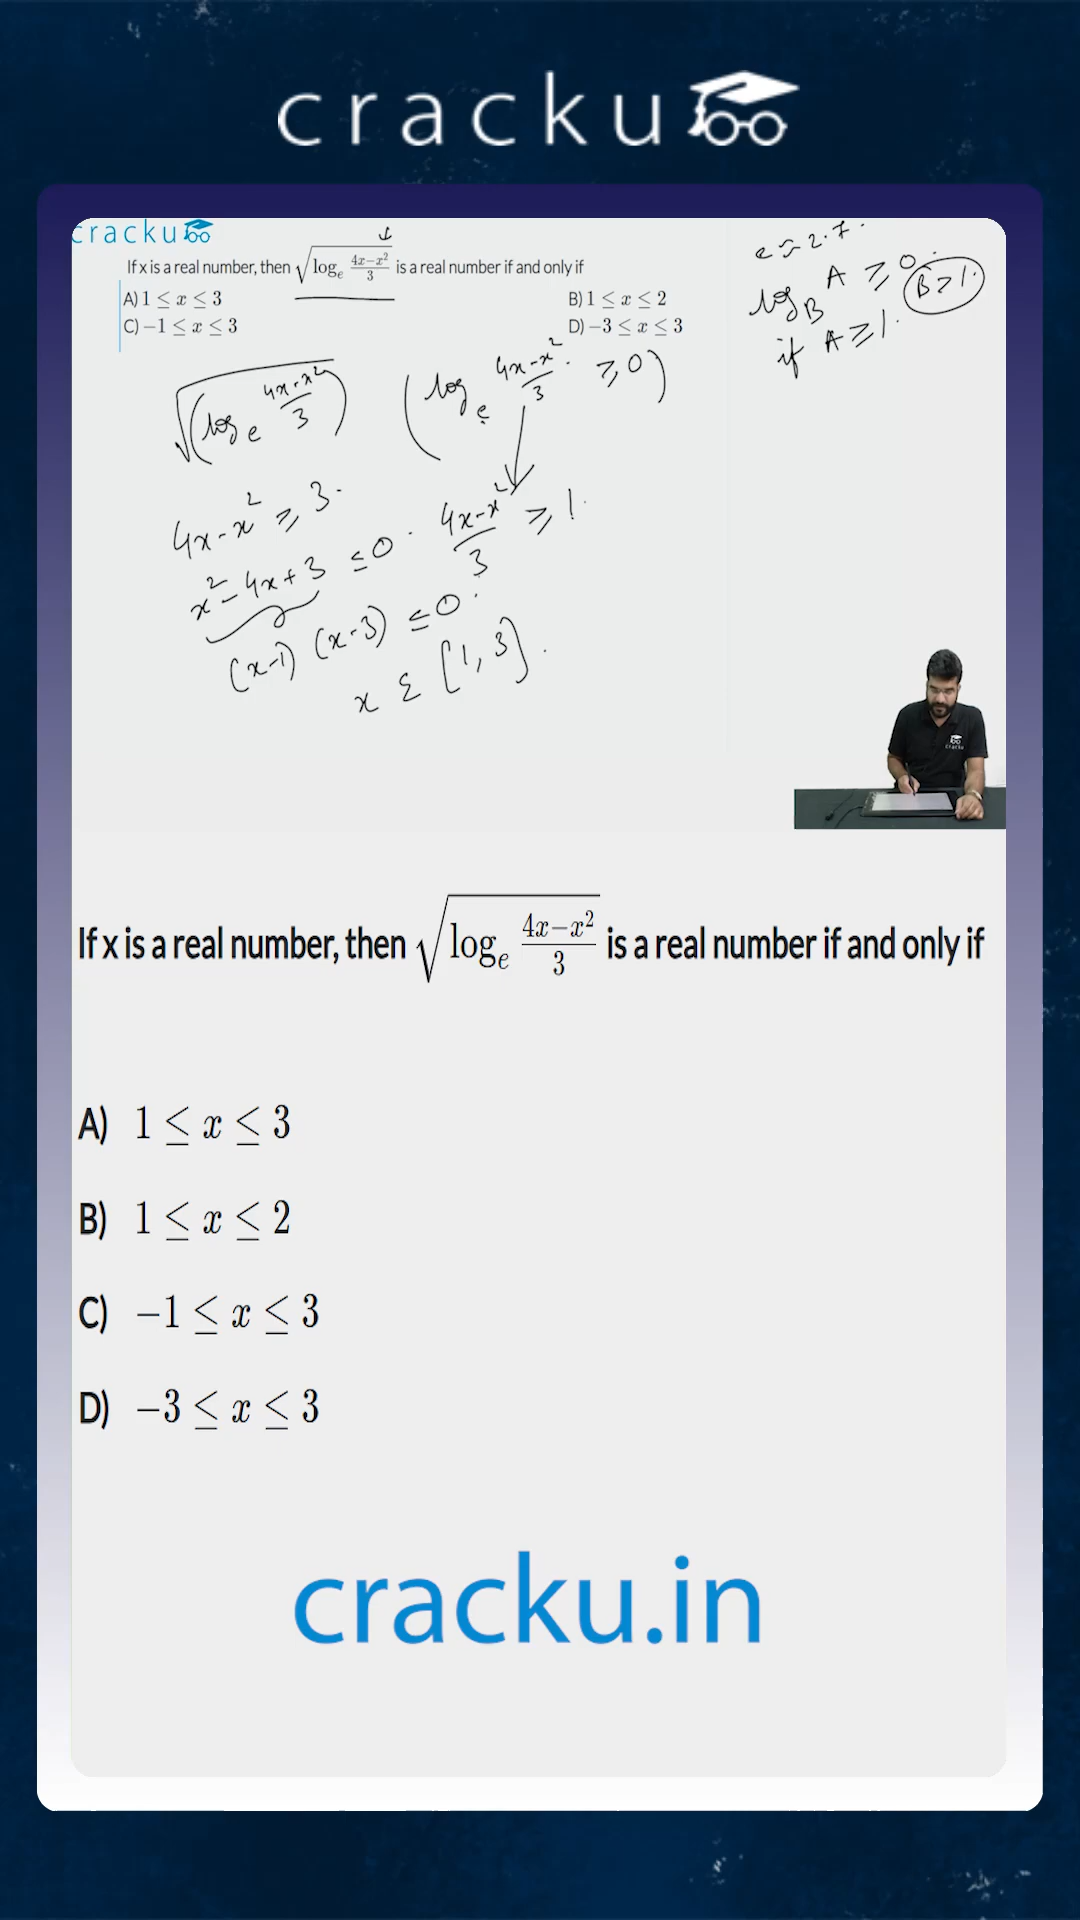 cracku
cracku
If x is a real number, then √(log_e (4x−x²)/3) is a real number if and only if
A) 1 ≤ x ≤ 3
B) 1 ≤ x ≤ 2
C) −1 ≤ x ≤ 3
D) −3 ≤ x ≤ 3
e ≈ 2.7.
log_B A ≥ 0.
B>1.
if A ≥ 1.
√(log_e (4x-x²)/3)
(log_e (4x-x²)/3 ≥ 0)
4x-x² ≥ 3.
(4x-x²)/3 ≥ 1.
x²-4x+3 ≤ 0.
(x-1) (x-3) ≤ 0.
x ε [1, 3].
cracku
If x is a real number, then √(log_e (4x−x²)/3) is a real number if and only if
A) 1 ≤ x ≤ 3
B) 1 ≤ x ≤ 2
C) −1 ≤ x ≤ 3
D) −3 ≤ x ≤ 3
cracku.in